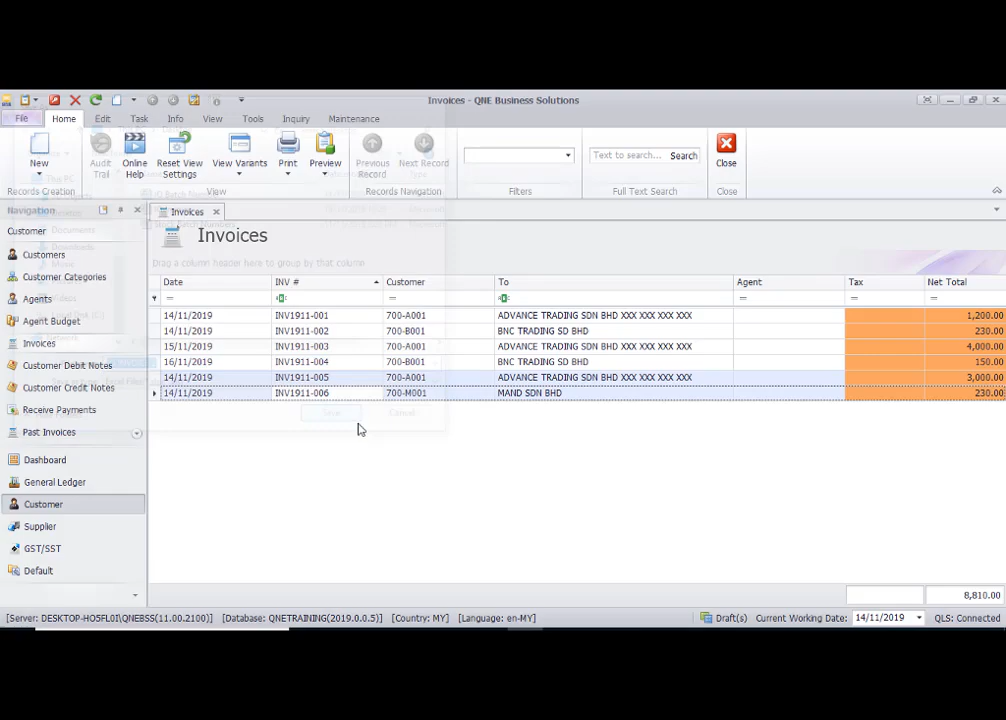 Invoices - QNE Business Solutions
File Home Edit Task Info View Tools Inquiry Maintenance
New Audit Trail Online Help Reset View Settings View Variants Print Preview Previous Record Next Record Text to search... Search Close
Records Creation View Records Navigation Filters Full Text Search Close
Navigation Invoices
Customer Invoices
Customers
Drag a column header here to group by that column
Customer Categories
Date INV # Customer To Agent Tax Net Total
Agents = = = = =
14/11/2019 INV1911-001 700-A001 ADVANCE TRADING SDN BHD XXX XXX XXX 1,200.00
Agent Budget
14/11/2019 INV1911-002 700-B001 BNC TRADING SD BHD 230.00
Invoices
15/11/2019 INV1911-003 700-A001 ADVANCE TRADING SDN BHD XXX XXX XXX 4,000.00
Customer Debit Notes
16/11/2019 INV1911-004 700-B001 BNC TRADING SD BHD 150.00
14/11/2019 INV1911-005 700-A001 ADVANCE TRADING SDN BHD XXX XXX XXX 3,000.00
Customer Credit Notes
14/11/2019 INV1911-006 700-M001 MAND SDN BHD 230.00
Receive Payments Save Cancel
Past Invoices
Dashboard
General Ledger
Customer
Supplier
GST/SST
Default
8,810.00
[Server: DESKTOP-HO5FL0I\QNEBSS(11.00.2100)] [Database: QNETRAINING(2019.0.0.5)] [Country: MY] [Language: en-MY] Draft(s) Current Working Date: 14/11/2019 QLS: Connected